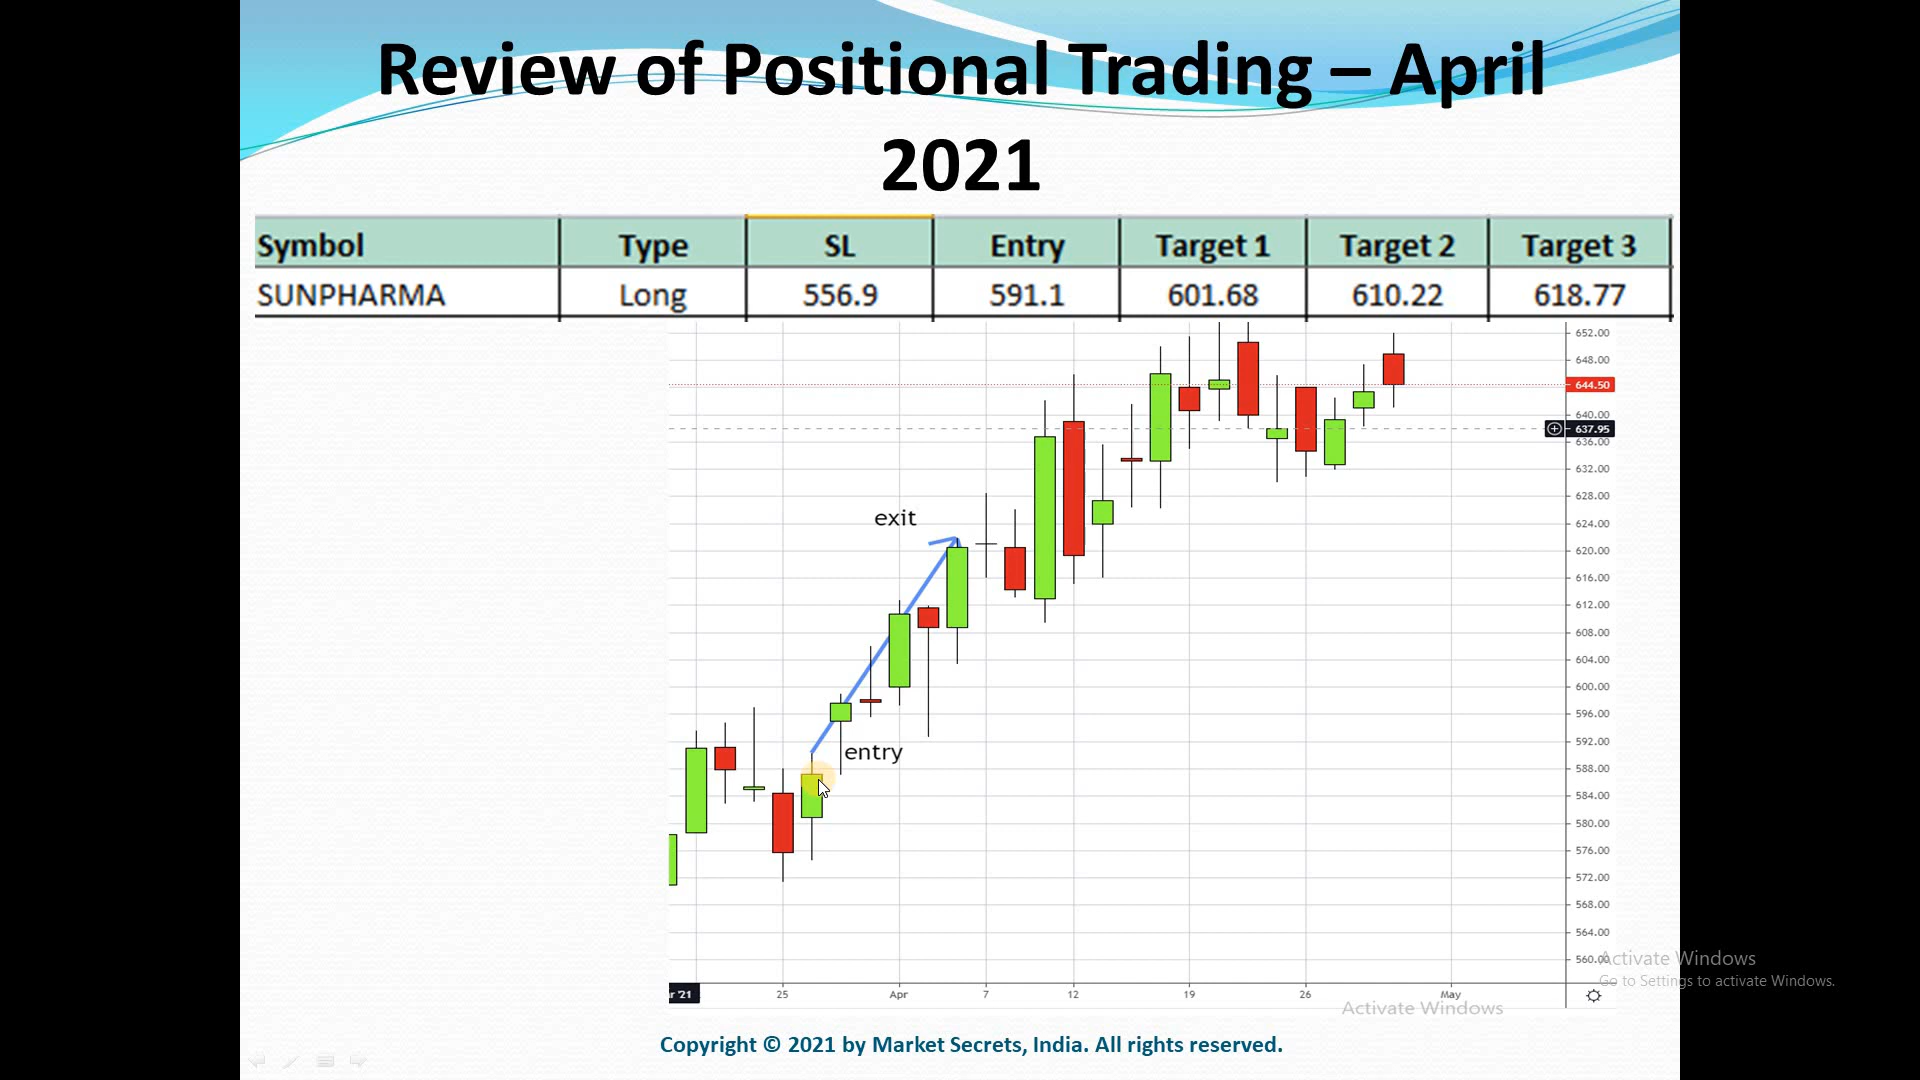 Review of Positional Trading – April
2021
Symbol Type SL Entry Target 1 Target 2 Target 3
SUNPHARMA Long 556.9 591.1 601.68 610.22 618.77
652.00
648.00
644.50
640.00
637.95
636.00
632.00
628.00
exit
624.00
620.00
616.00
612.00
608.00
604.00
600.00
596.00
entry
592.00
588.00
584.00
580.00
576.00
572.00
568.00
564.00
560.00
Activate Windows
Go to Settings to activate Windows.
r '21 25 Apr 7 12 19 26 May
Activate Windows
Copyright © 2021 by Market Secrets, India. All rights reserved.